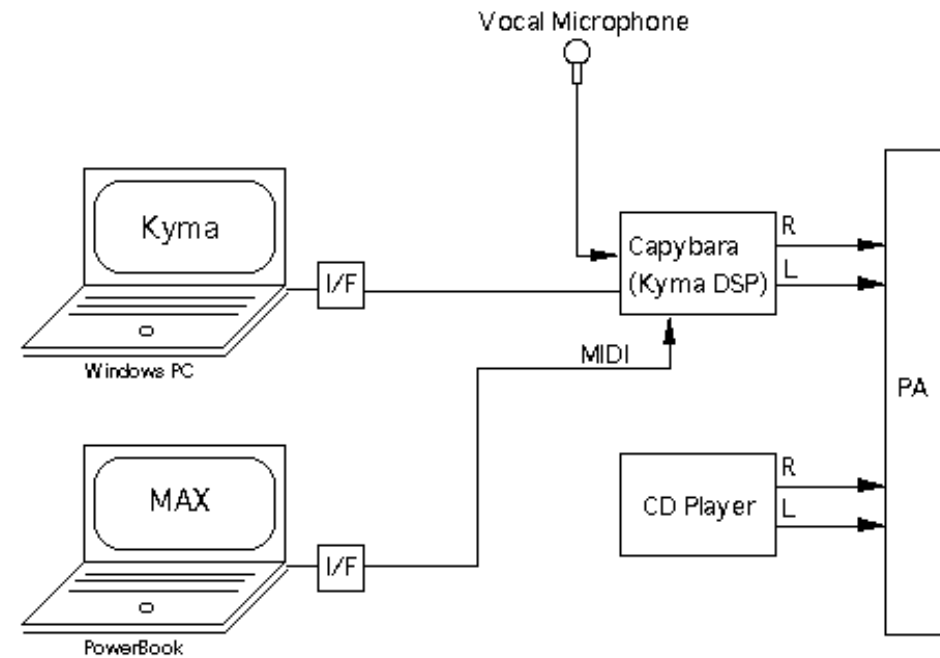 Vocal Microphone
Kyma
I/F
Windows PC
Capybara
(Kyma DSP)
R
L
MIDI
PA
MAX
I/F
PowerBook
CD Player
R
L